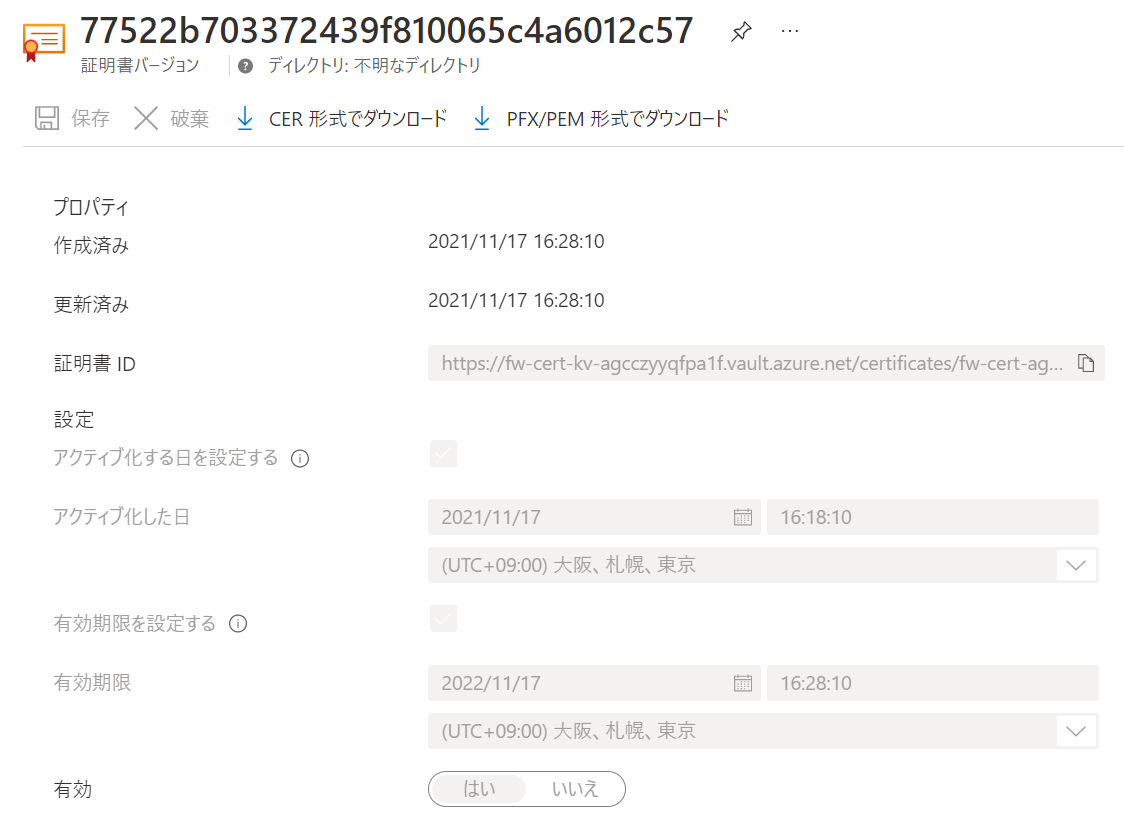 77522b703372439f810065c4a6012c57
証明書バージョン
ディレクトリ: 不明なディレクトリ
保存 破棄 CER 形式でダウンロード PFX/PEM 形式でダウンロード
プロパティ
作成済み 2021/11/17 16:28:10
更新済み 2021/11/17 16:28:10
証明書 ID https://fw-cert-kv-agcczyyqfpa1f.vault.azure.net/certificates/fw-cert-ag...
設定
アクティブ化する日を設定する
アクティブ化した日 2021/11/17 16:18:10
(UTC+09:00) 大阪、札幌、東京
有効期限を設定する
有効期限 2022/11/17 16:28:10
(UTC+09:00) 大阪、札幌、東京
有効 はい いいえ